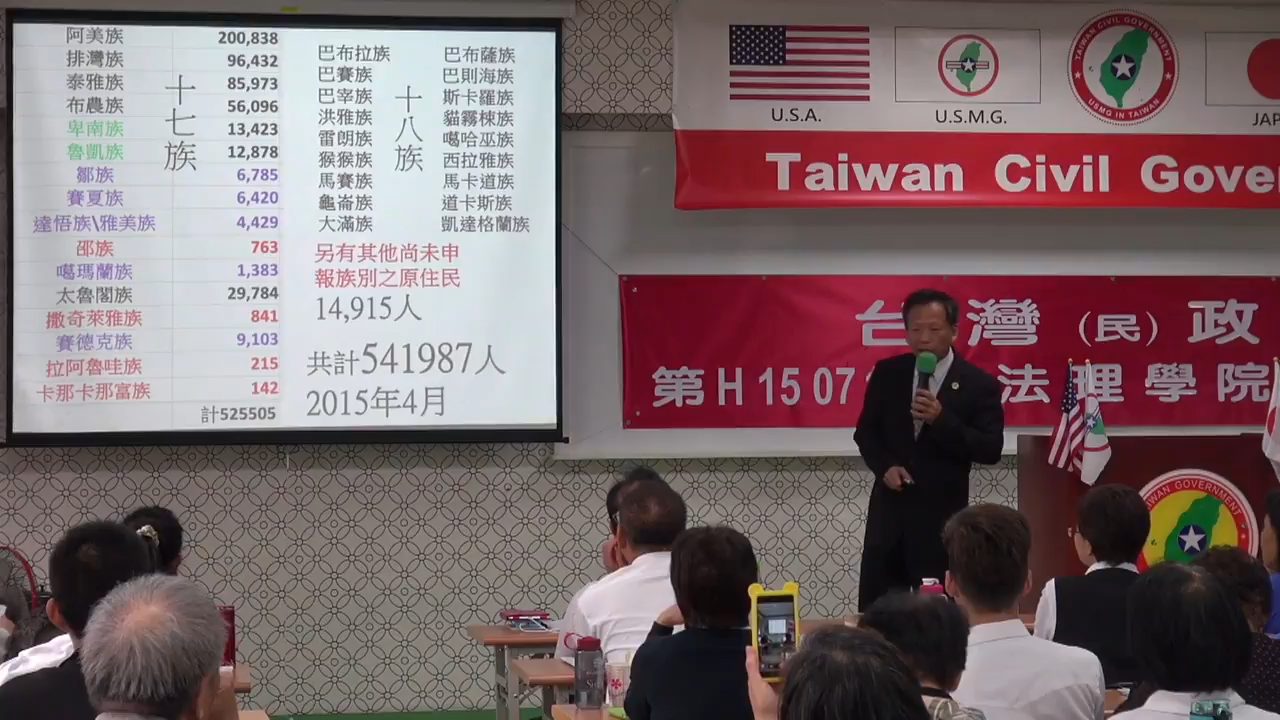 阿美族 200,838
排灣族 96,432
泰雅族 85,973
布農族 56,096
卑南族 13,423
魯凱族 12,878
鄒族 6,785
賽夏族 6,420
達悟族\雅美族 4,429
邵族 763
噶瑪蘭族 1,383
太魯閣族 29,784
撒奇萊雅族 841
賽德克族 9,103
拉阿魯哇族 215
卡那卡那富族 142
計525505
十七族
巴布拉族 巴布薩族
巴賽族 巴則海族
巴宰族 斯卡羅族
洪雅族 貓霧棟族
雷朗族 噶哈巫族
猴猴族 西拉雅族
馬賽族 馬卡道族
龜崙族 道卡斯族
大滿族 凱達格蘭族
十八族
另有其他尚未申
報族別之原住民
14,915人
共計541987人
2015年4月
U.S.A.
U.S.M.G.
TAIWAN CIVIL GOVERNMENT
USMG IN TAIWAN
JAP
Taiwan Civil Gove
台灣(民)政
第H 15 07
法理學院
TAIWAN GOVERNMENT